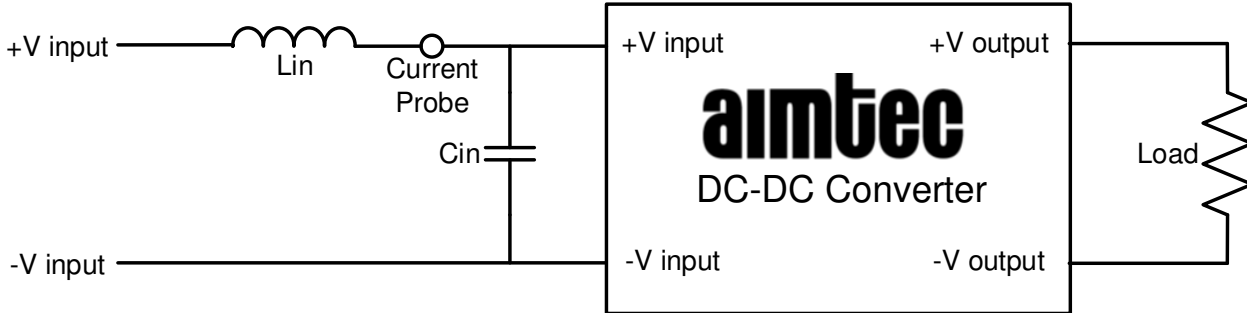 +V input
Lin
Current
Probe
Cin
-V input
+V input
+V output
aimtec
DC-DC Converter
-V input
-V output
Load